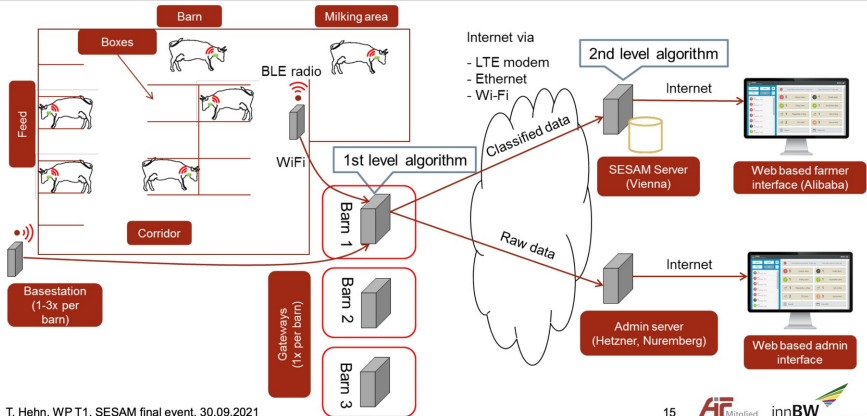 Barn
Milking area
Boxes
BLE radio
Feed
WiFi
Corridor
Basestation
(1-3x per
barn)
1st level algorithm
Barn 1
Barn 2
Barn 3
Gateways
(1x per barn)
Internet via
- LTE modem
- Ethernet
- Wi-Fi
2nd level algorithm
Classified data
Raw data
Internet
SESAM Server
(Vienna)
Web based farmer
interface (Alibaba)
Internet
Admin server
(Hetzner, Nuremberg)
Web based admin
interface
T. Hehn, WP T1, SESAM final event, 30.09.2021
15
AiF Mitglied
innBW